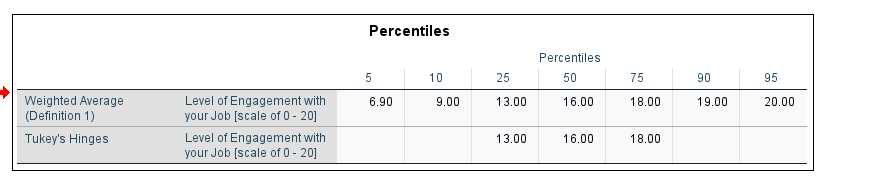 Percentiles
Percentiles
5 10 25 50 75 90 95
Weighted Average Level of Engagement with 6.90 9.00 13.00 16.00 18.00 19.00 20.00
(Definition 1) your Job [scale of 0 - 20]
Tukey's Hinges Level of Engagement with 13.00 16.00 18.00
your Job [scale of 0 - 20]